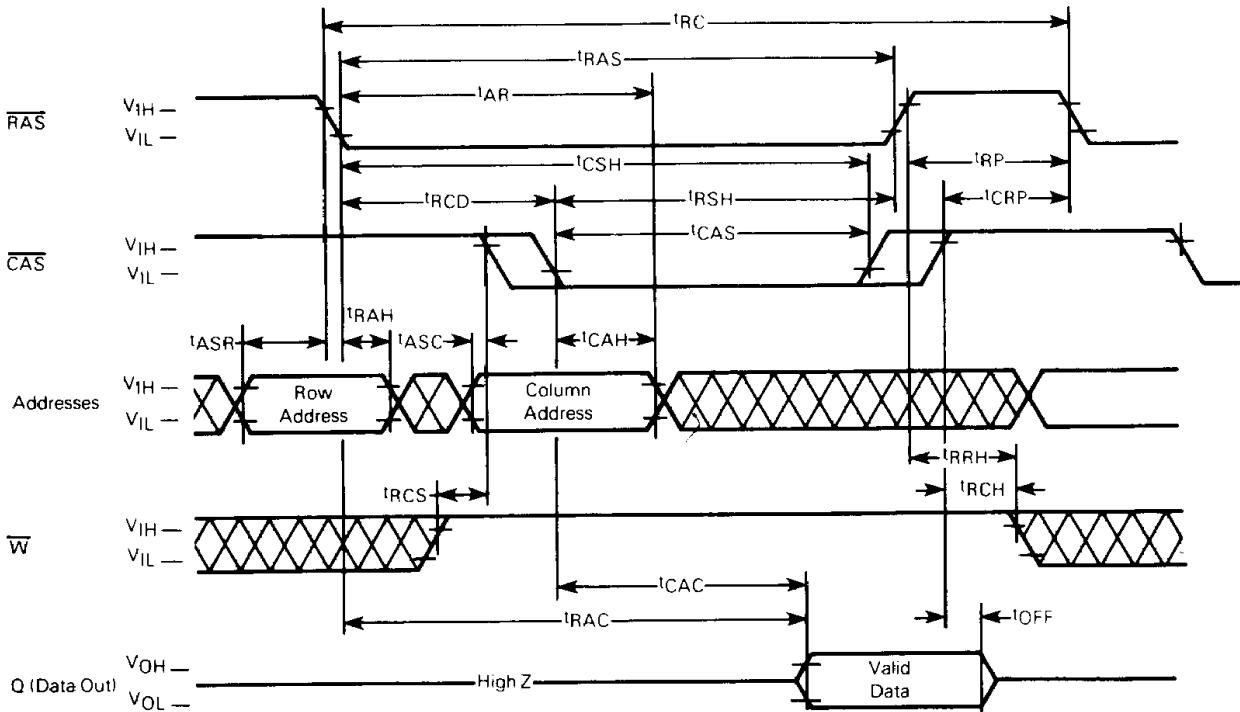 tRC
tRAS
tAR
RAS
VIH
VIL
tCSH
tRP
tRCD
tRSH
tCRP
CAS
VIH
VIL
tCAS
tASR
tRAH
tASC
tCAH
Addresses
VIH
VIL
Row
Address
Column
Address
tRRH
tRCS
tRCH
W
VIH
VIL
tCAC
tRAC
tOFF
Q (Data Out)
VOH
VOL
High Z
Valid
Data